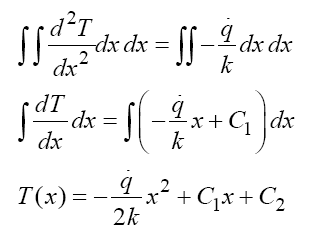 ∬ d²T/dx² dx dx = ∬ −q̇/k dx dx
∫ dT/dx dx = ∫(−q̇/k x + C₁)dx
T(x) = −q̇/2k x² + C₁x + C₂